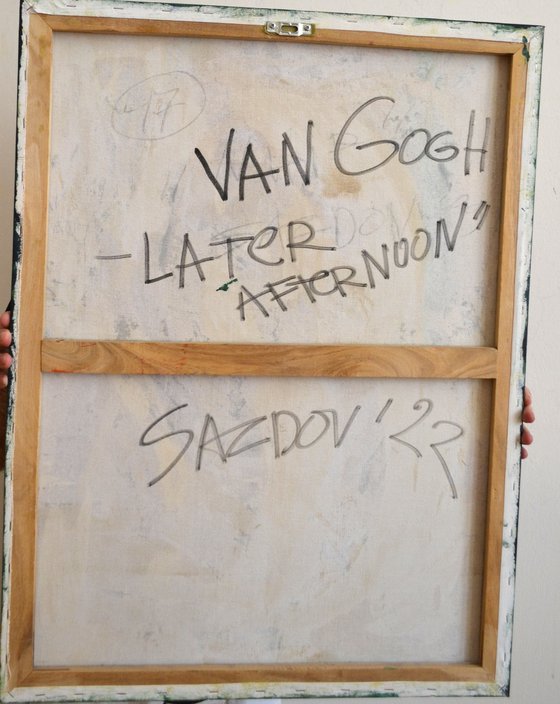 VAN GOGH
-LATER
AFTERNOON"
SAZDOV '22